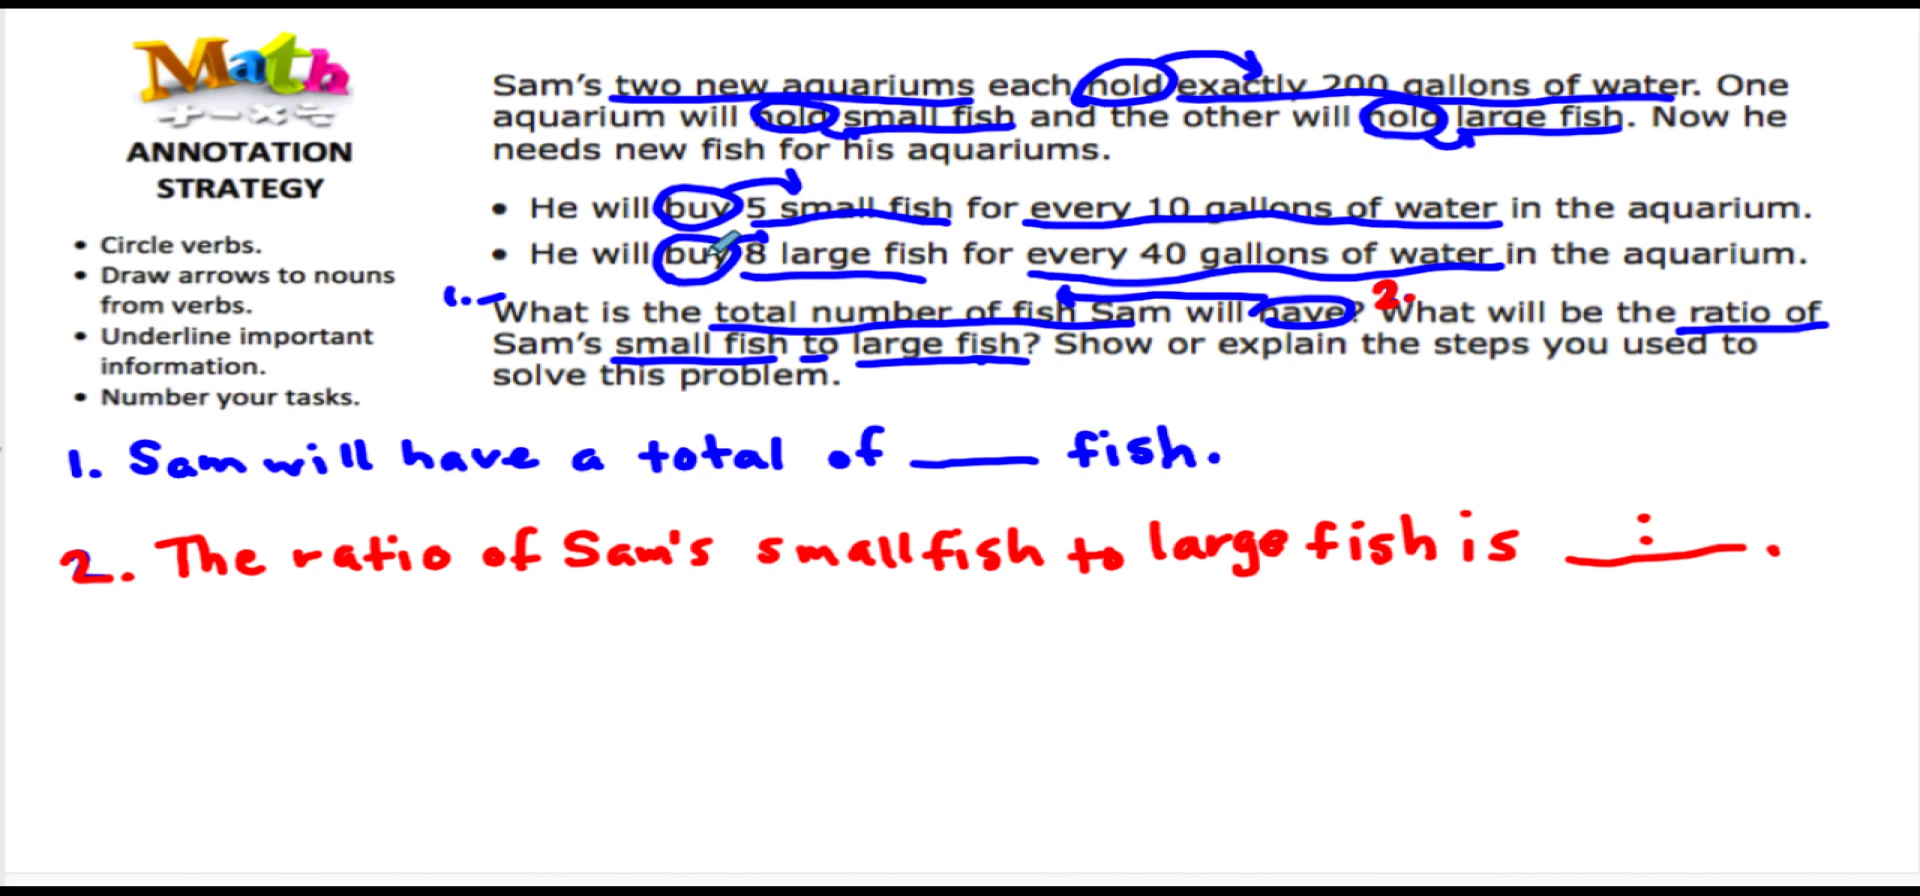 Math
+ − × ÷
ANNOTATION
STRATEGY
• Circle verbs.
• Draw arrows to nouns
from verbs.
• Underline important
information.
• Number your tasks.
Sam's two new aquariums each hold exactly 200 gallons of water. One
aquarium will hold small fish and the other will hold large fish. Now he
needs new fish for his aquariums.
• He will buy 5 small fish for every 10 gallons of water in the aquarium.
• He will buy 8 large fish for every 40 gallons of water in the aquarium.
1. What is the total number of fish Sam will have? 2. What will be the ratio of
Sam's small fish to large fish? Show or explain the steps you used to
solve this problem.
1. Sam will have a total of ___ fish.
2. The ratio of Sam's small fish to large fish is ___:___.